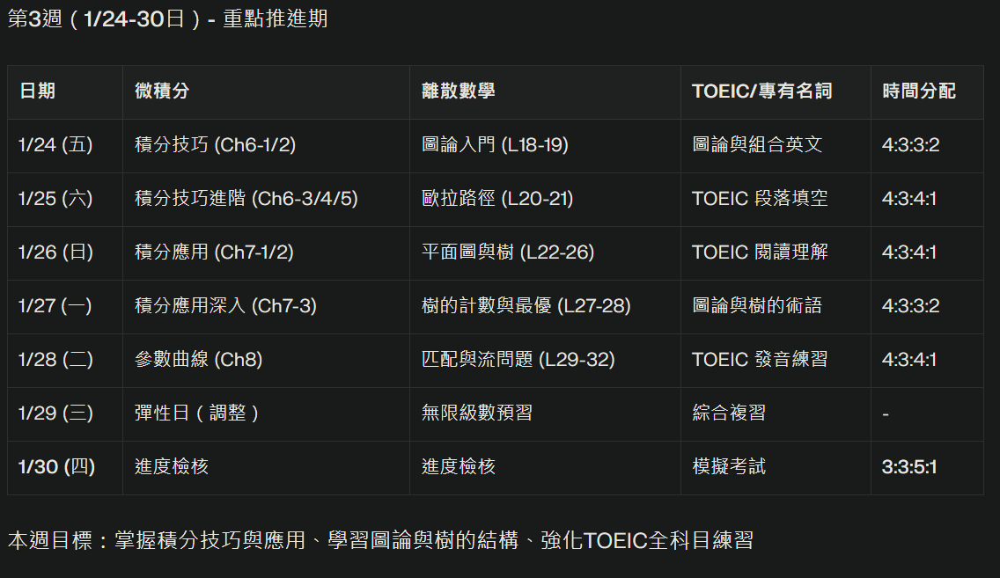 第3週（1/24-30日）- 重點推進期
日期 微積分 離散數學 TOEIC/專有名詞 時間分配
1/24 (五) 積分技巧 (Ch6-1/2) 圖論入門 (L18-19) 圖論與組合英文 4:3:3:2
1/25 (六) 積分技巧進階 (Ch6-3/4/5) 歐拉路徑 (L20-21) TOEIC 段落填空 4:3:4:1
1/26 (日) 積分應用 (Ch7-1/2) 平面圖與樹 (L22-26) TOEIC 閱讀理解 4:3:4:1
1/27 (一) 積分應用深入 (Ch7-3) 樹的計數與最優 (L27-28) 圖論與樹的術語 4:3:3:2
1/28 (二) 參數曲線 (Ch8) 匹配與流問題 (L29-32) TOEIC 發音練習 4:3:4:1
1/29 (三) 彈性日（調整） 無限級數預習 綜合複習 -
1/30 (四) 進度檢核 進度檢核 模擬考試 3:3:5:1
本週目標：掌握積分技巧與應用、學習圖論與樹的結構、強化TOEIC全科目練習